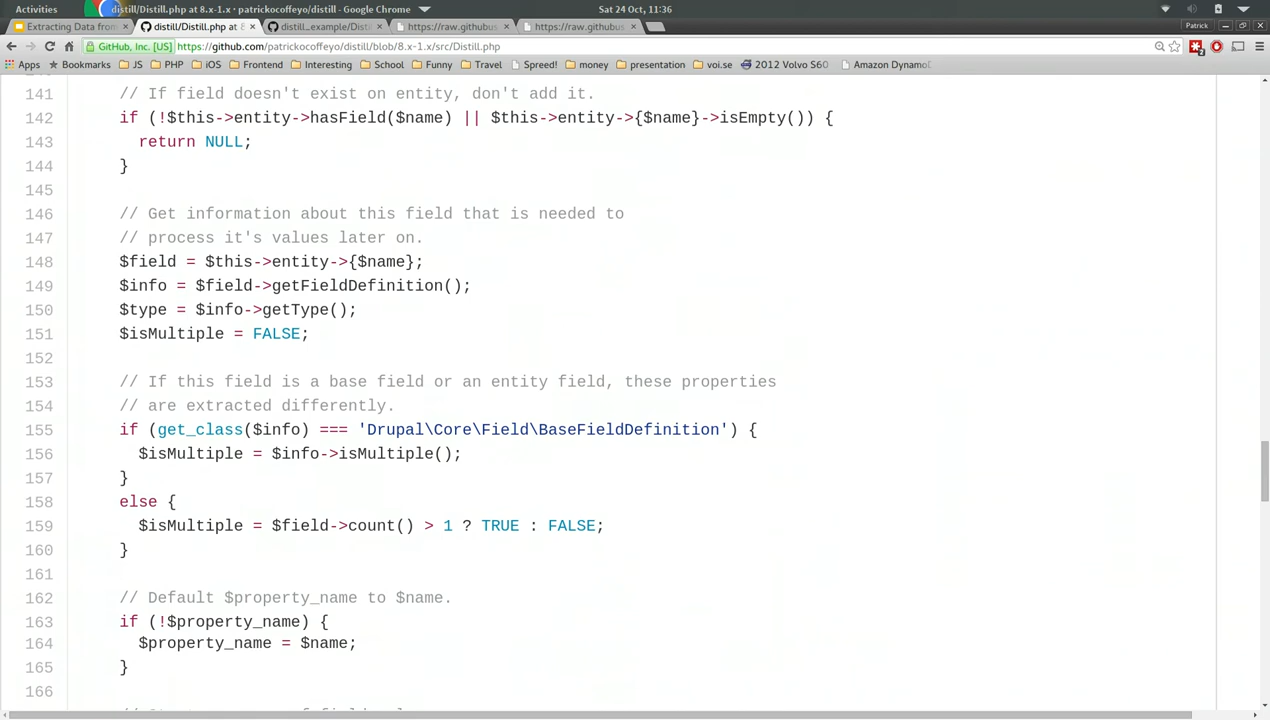 Activities
distill/Distill.php at 8.x-1.x · patrickcoffeyo/distill - Google Chrome
Sat 24 Oct, 11:36
Extracting Data from
distill/Distill.php at 8
distill_example/Dist
https://raw.githubus
https://raw.githubus
Patrick
GitHub, Inc. [US] https://github.com/patrickcoffeyo/distill/blob/8.x-1.x/src/Distill.php
Apps Bookmarks JS PHP iOS Frontend Interesting School Funny Travel Spreed! money presentation voi.se 2012 Volvo S60 Amazon Dynamo
141 // If field doesn't exist on entity, don't add it.
142 if (!$this->entity->hasField($name) || $this->entity->{$name}->isEmpty()) {
143 return NULL;
144 }
145
146 // Get information about this field that is needed to
147 // process it's values later on.
148 $field = $this->entity->{$name};
149 $info = $field->getFieldDefinition();
150 $type = $info->getType();
151 $isMultiple = FALSE;
152
153 // If this field is a base field or an entity field, these properties
154 // are extracted differently.
155 if (get_class($info) === 'Drupal\Core\Field\BaseFieldDefinition') {
156 $isMultiple = $info->isMultiple();
157 }
158 else {
159 $isMultiple = $field->count() > 1 ? TRUE : FALSE;
160 }
161
162 // Default $property_name to $name.
163 if (!$property_name) {
164 $property_name = $name;
165 }
166